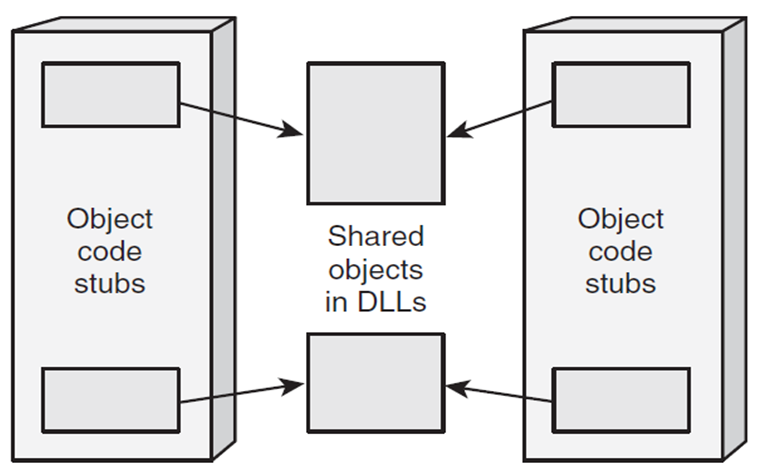 Object
code
stubs
Shared
objects
in DLLs
Object
code
stubs